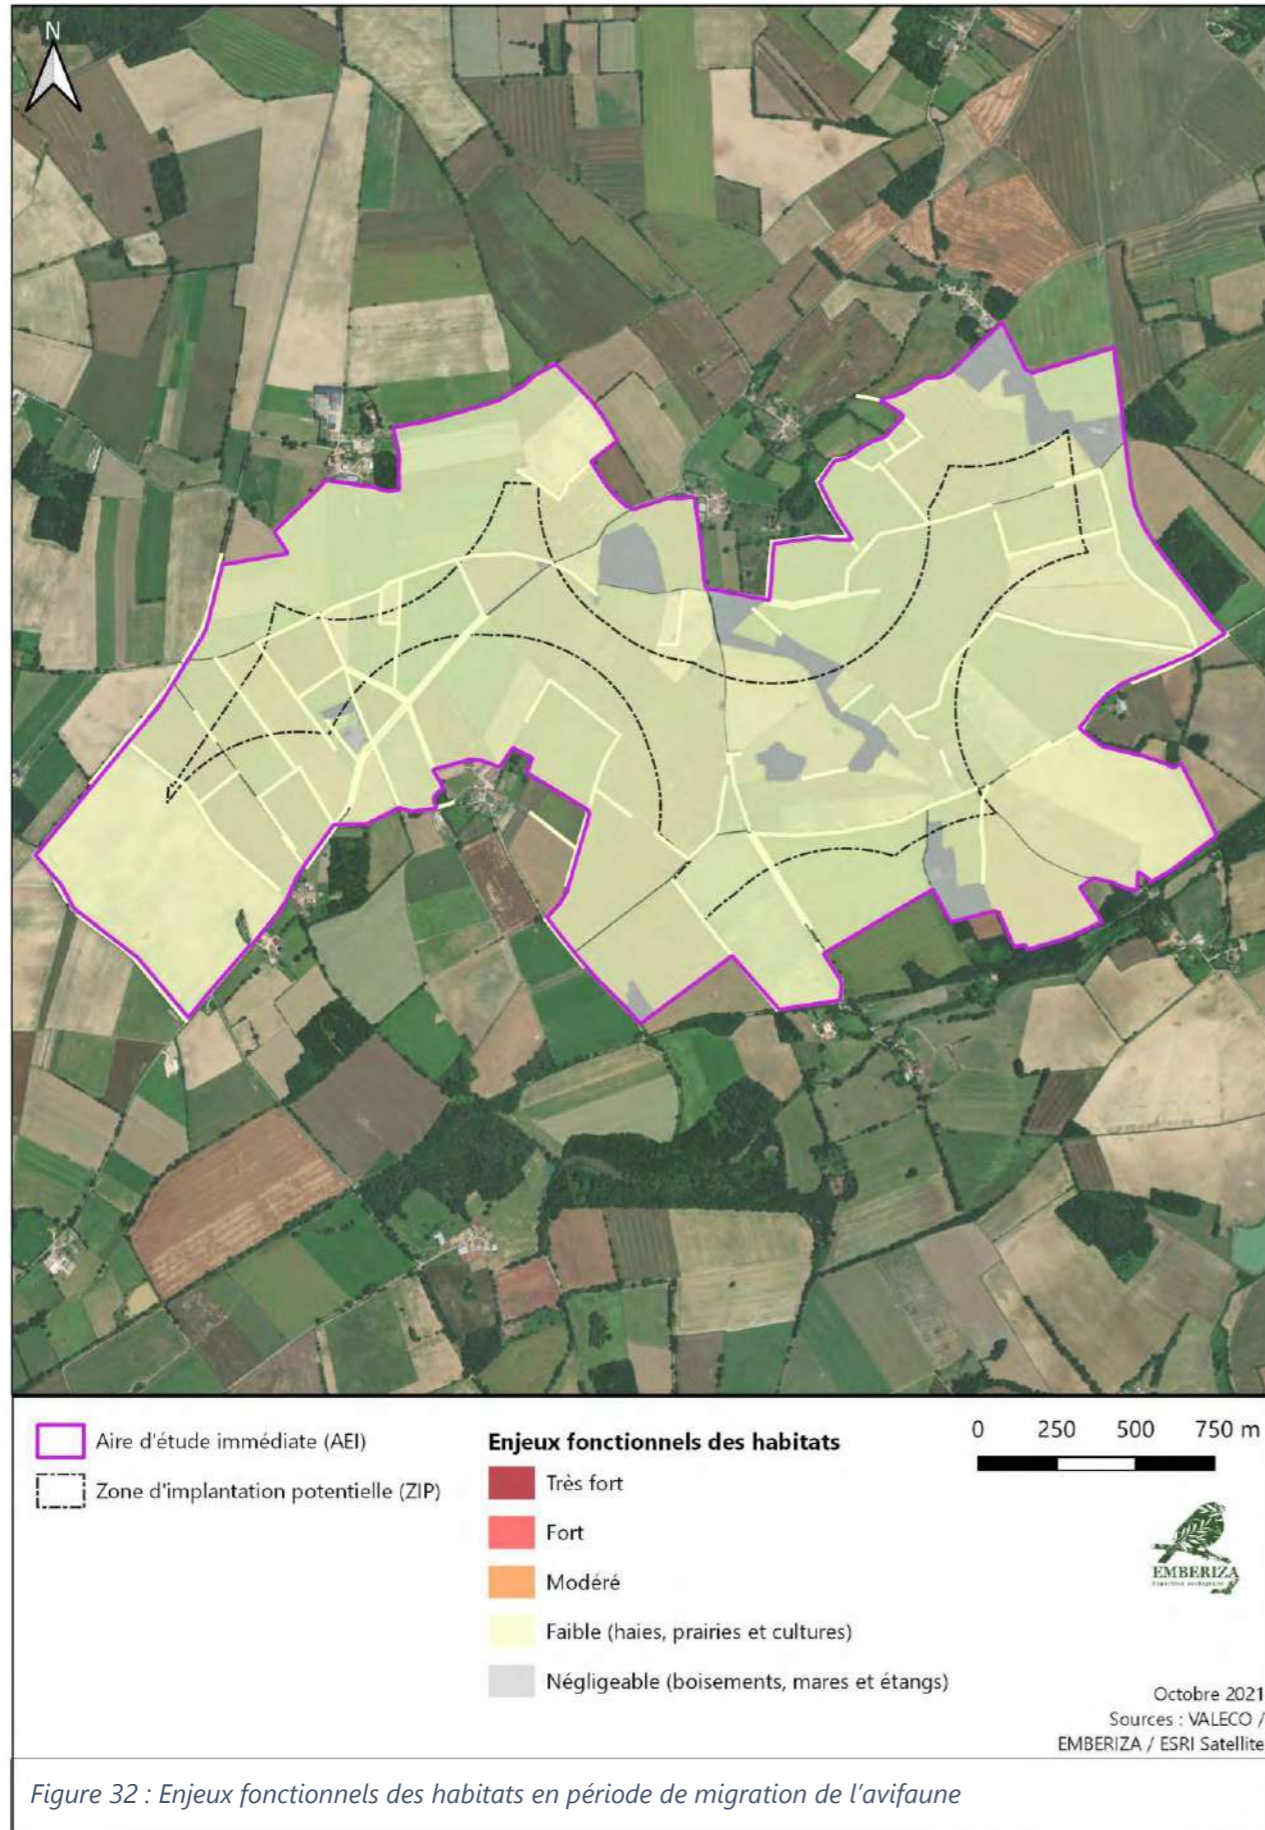 N
Aire d'étude immédiate (AEI)
Zone d'implantation potentielle (ZIP)
Enjeux fonctionnels des habitats
Très fort
Fort
Modéré
Faible (haies, prairies et cultures)
Négligeable (boisements, mares et étangs)
0 250 500 750 m
EMBERIZA
Octobre 2021
Sources : VALECO /
EMBERIZA / ESRI Satellite
Figure 32 : Enjeux fonctionnels des habitats en période de migration de l'avifaune